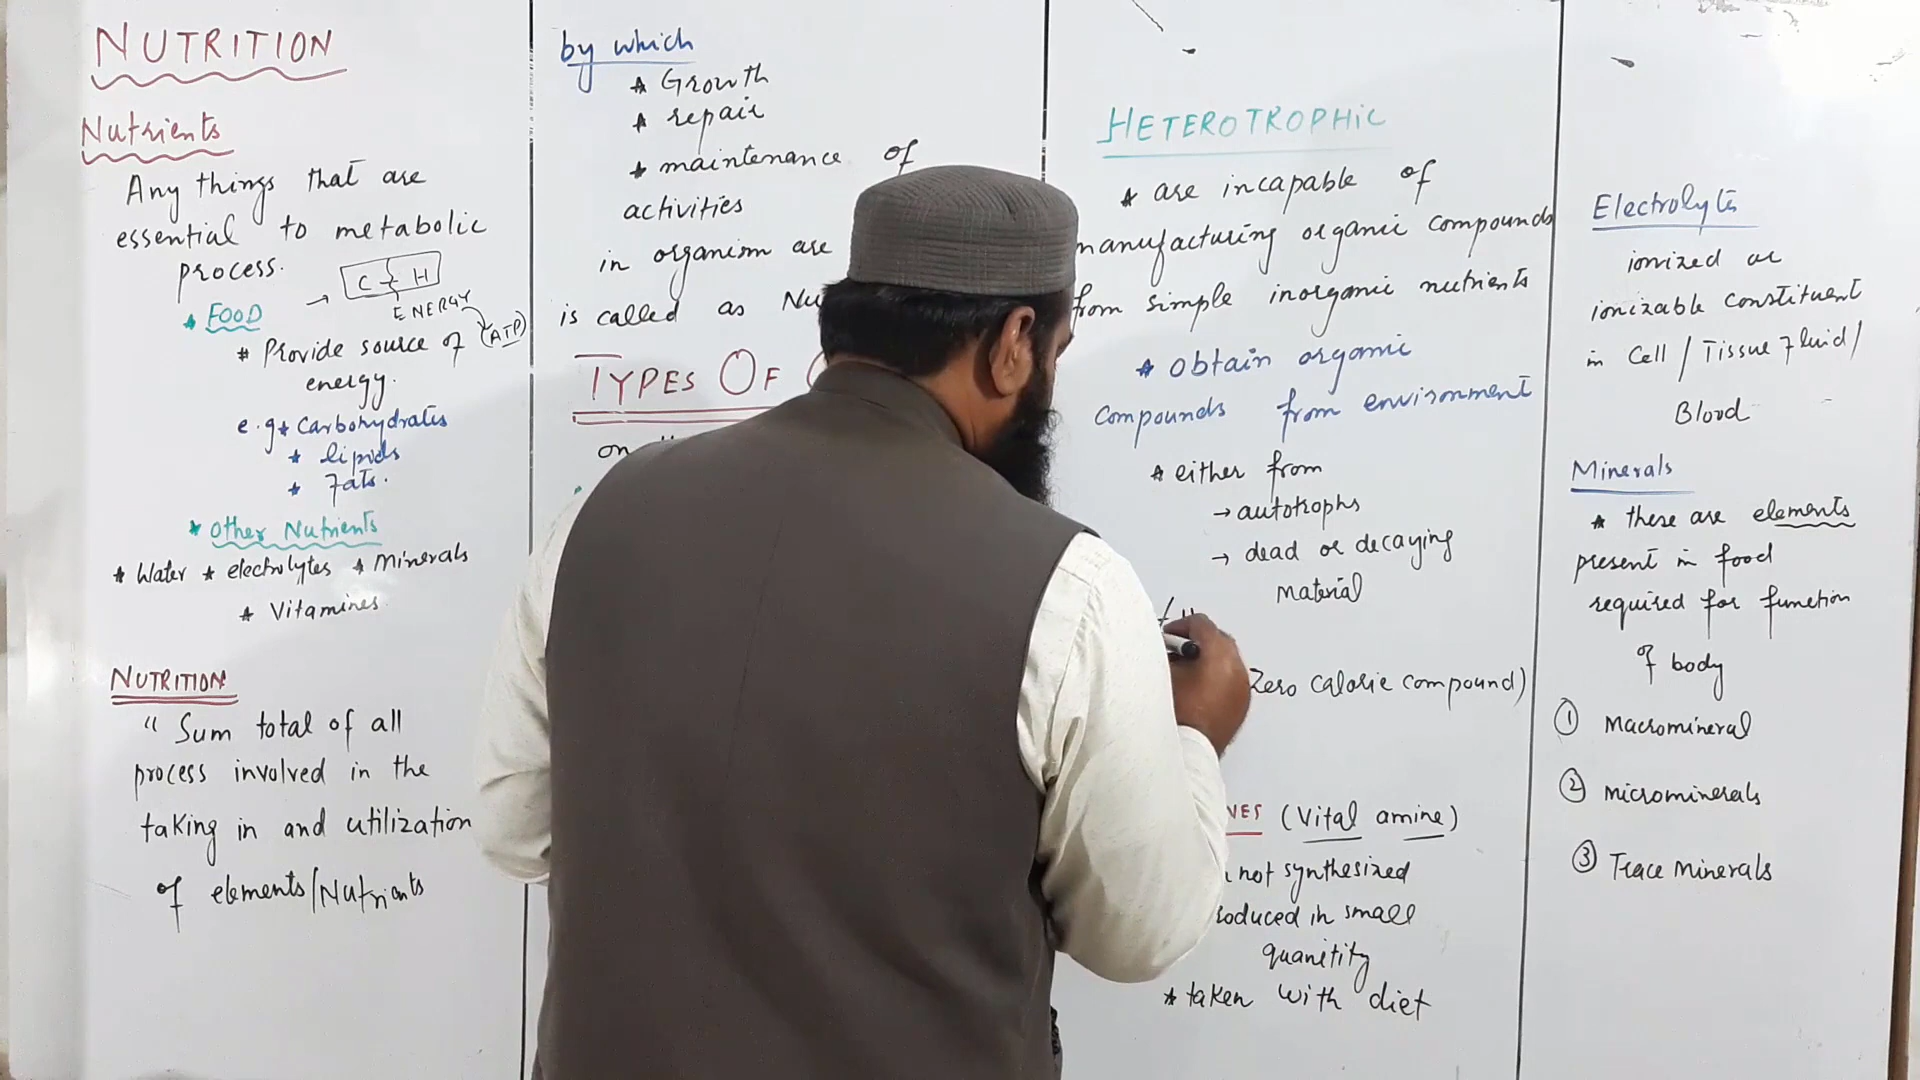 NUTRITION
Nutrients
Any things that are
essential to metabolic
process.
* FOOD → C H
ENERGY
(ATP)
* Provide source of
energy.
e.g * Carbohydrates
* lipids
* Fats.
* Other Nutrients
* Water * electrolytes * Minerals
* Vitamines
NUTRITION
" Sum total of all
process involved in the
taking in and utilization
of elements/Nutrients
by which
* Growth
* repair
* maintenance of
activities
in organism are
is called as Nu
TYPES OF
on
HETEROTROPHIC
* are incapable of
manufacturing organic compounds
from simple inorganic nutrients
* obtain organic
compounds from environment
* either from
→ autotrophs
→ dead or decaying
material
Zero calorie compound)
NES (Vital amine)
not synthesized
oduced in small
quanitity
* taken with diet
Electrolyts
ionized or
ionizable constituent
in Cell / Tissue Fluid /
Blood
Minerals
* these are elements
present in food
required for function
of body
① Macromineral
② microminerals
③ Trace Minerals